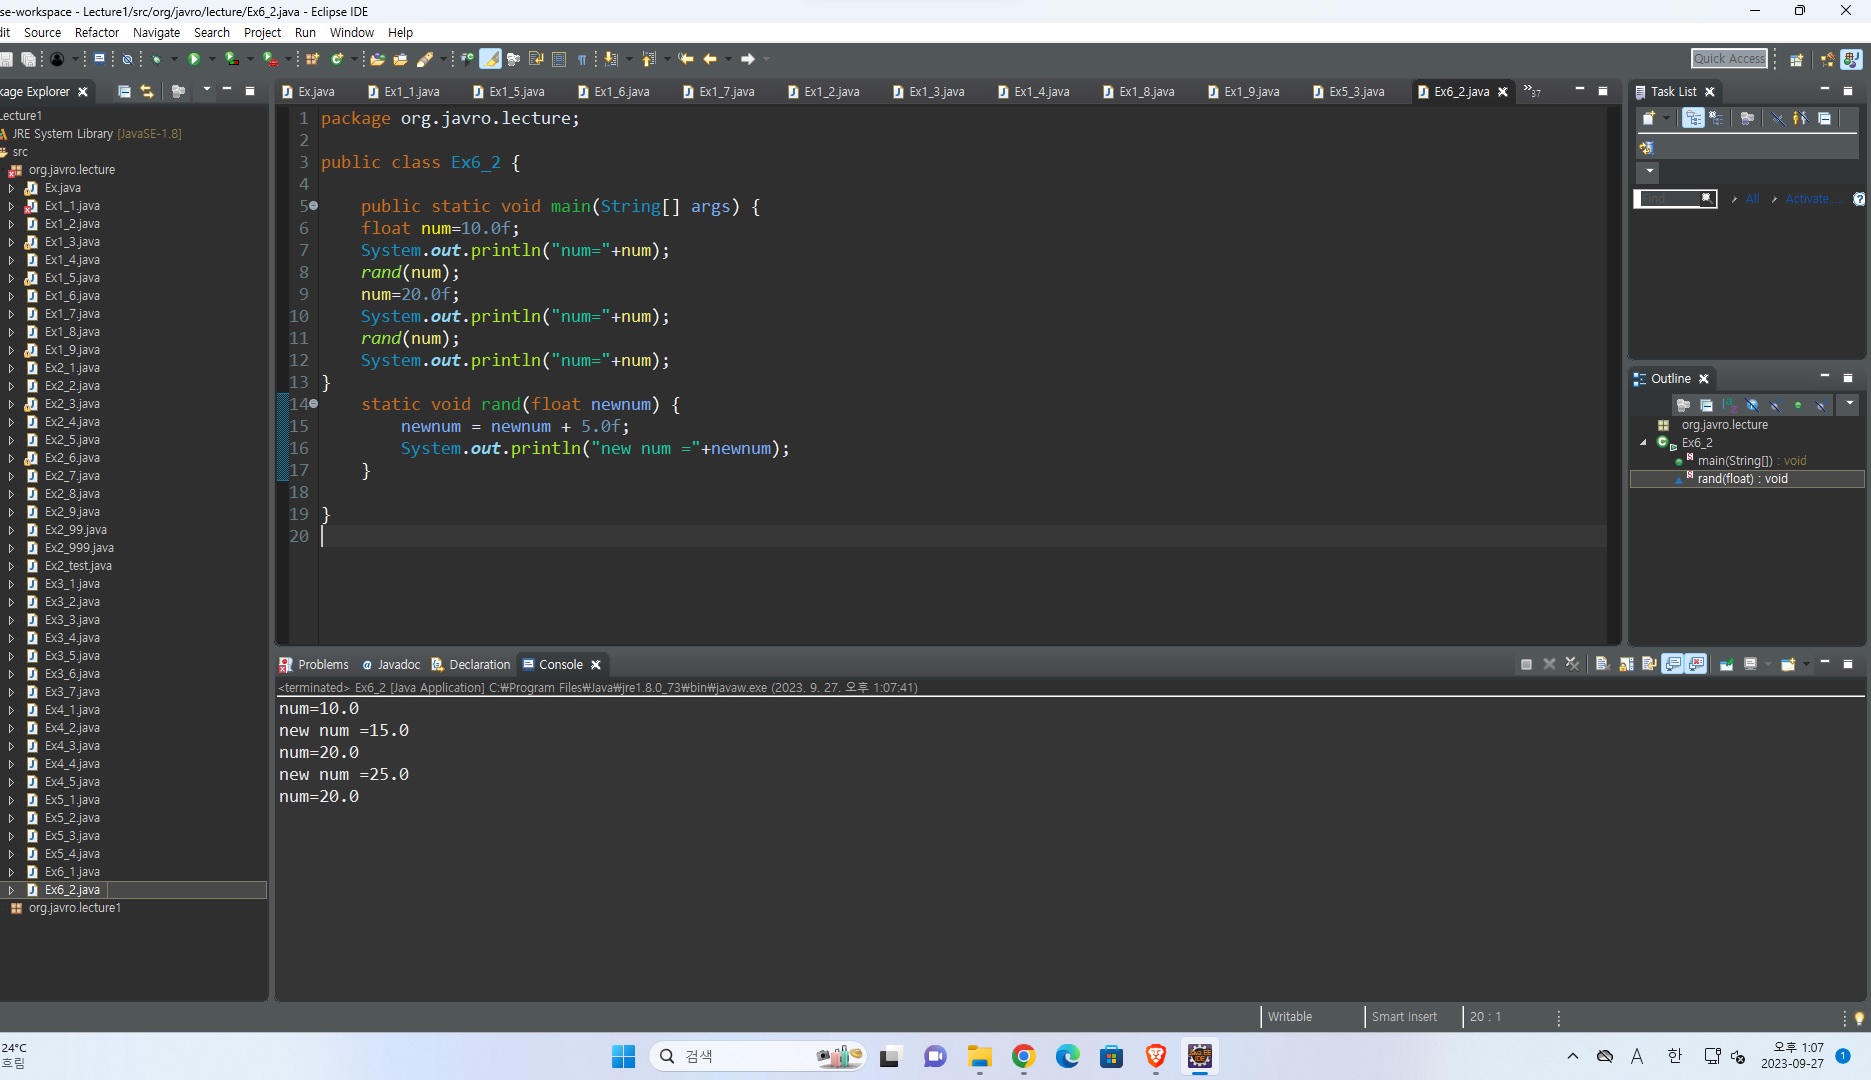 se-workspace - Lecture1/src/org/javro/lecture/Ex6_2.java - Eclipse IDE
dit Source Refactor Navigate Search Project Run Window Help
Quick Access
kage Explorer
Ex.java Ex1_1.java Ex1_5.java Ex1_6.java Ex1_7.java Ex1_2.java Ex1_3.java Ex1_4.java Ex1_8.java Ex1_9.java Ex5_3.java Ex6_2.java »37
Lecture1
JRE System Library [JavaSE-1.8]
src
org.javro.lecture
Ex.java
Ex1_1.java
Ex1_2.java
Ex1_3.java
Ex1_4.java
Ex1_5.java
Ex1_6.java
Ex1_7.java
Ex1_8.java
Ex1_9.java
Ex2_1.java
Ex2_2.java
Ex2_3.java
Ex2_4.java
Ex2_5.java
Ex2_6.java
Ex2_7.java
Ex2_8.java
Ex2_9.java
Ex2_99.java
Ex2_999.java
Ex2_test.java
Ex3_1.java
Ex3_2.java
Ex3_3.java
Ex3_4.java
Ex3_5.java
Ex3_6.java
Ex3_7.java
Ex4_1.java
Ex4_2.java
Ex4_3.java
Ex4_4.java
Ex4_5.java
Ex5_1.java
Ex5_2.java
Ex5_3.java
Ex5_4.java
Ex6_1.java
Ex6_2.java
org.javro.lecture1
1 package org.javro.lecture;
2
3 public class Ex6_2 {
4
5 public static void main(String[] args) {
6 float num=10.0f;
7 System.out.println("num="+num);
8 rand(num);
9 num=20.0f;
10 System.out.println("num="+num);
11 rand(num);
12 System.out.println("num="+num);
13 }
14 static void rand(float newnum) {
15 newnum = newnum + 5.0f;
16 System.out.println("new num ="+newnum);
17 }
18
19 }
20
Task List
Find All Activate...
Outline
org.javro.lecture
Ex6_2
main(String[]) : void
rand(float) : void
Problems Javadoc Declaration Console
<terminated> Ex6_2 [Java Application] C:₩Program Files₩Java₩jre1.8.0_73₩bin₩javaw.exe (2023. 9. 27. 오후 1:07:41)
num=10.0
new num =15.0
num=20.0
new num =25.0
num=20.0
Writable Smart Insert 20 : 1
24°C
흐림
검색
A 한
오후 1:07
2023-09-27
1